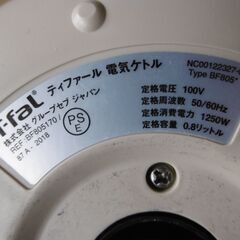 T-fal
ティファール 電気ケトル
NC00122327
Type BF805*
株式会社 グループセブ ジャパン
REF : BF805170 /
87 A - 2018
PS
E
定格電圧 100V
定格周波数 50/60Hz
定格消費電力 1250W
定格容量 0.8リットル